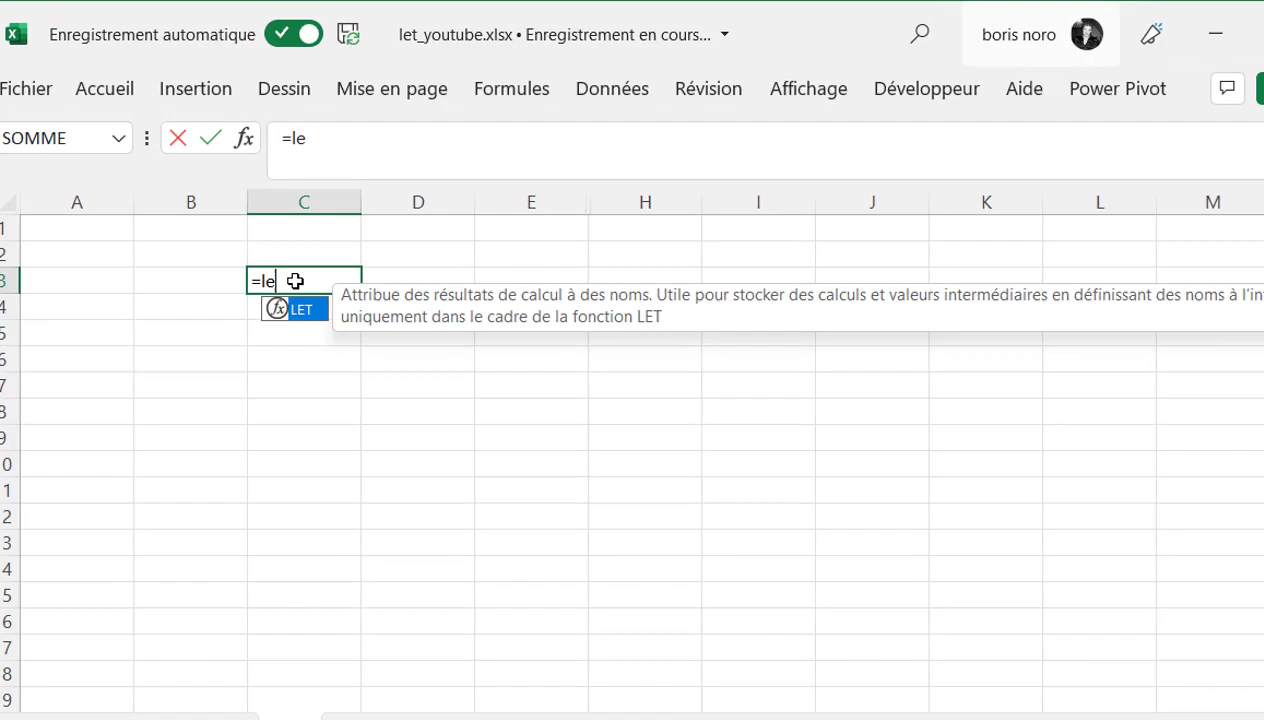 Enregistrement automatique let_youtube.xlsx • Enregistrement en cours... boris noro
Fichier Accueil Insertion Dessin Mise en page Formules Données Révision Affichage Développeur Aide Power Pivot
SOMME fx =le
A B C D E H I J K L M
1
2
3 =le
4 fx LET
Attribue des résultats de calcul à des noms. Utile pour stocker des calculs et valeurs intermédiaires en définissant des noms à l'in
uniquement dans le cadre de la fonction LET
5
6
7
8
9
0
1
2
3
4
5
6
7
8
9